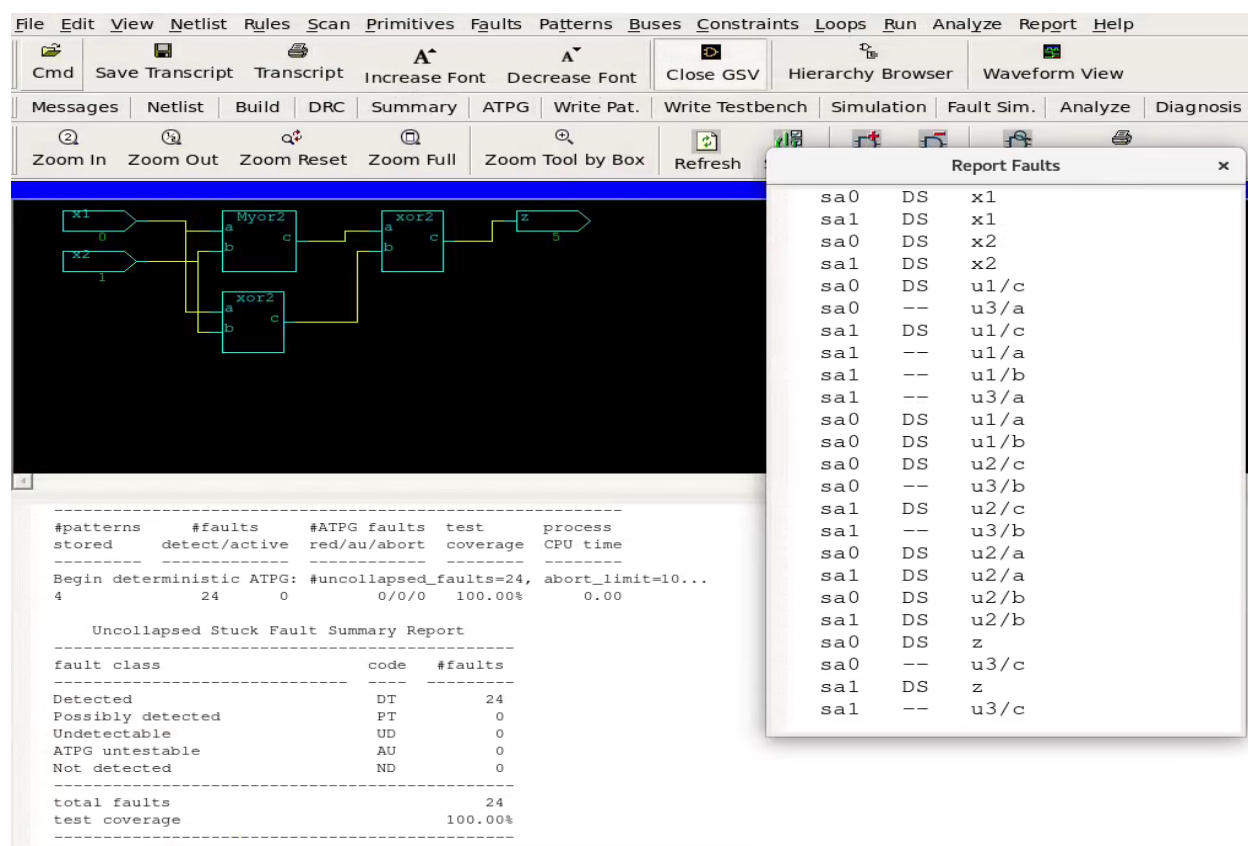 File Edit View Netlist Rules Scan Primitives Faults Patterns Buses Constraints Loops Run Analyze Report Help
Cmd Save Transcript Transcript Increase Font Decrease Font Close GSV Hierarchy Browser Waveform View
Messages Netlist Build DRC Summary ATPG Write Pat. Write Testbench Simulation Fault Sim. Analyze Diagnosis
Zoom In Zoom Out Zoom Reset Zoom Full Zoom Tool by Box Refresh
x1 Myor2 xor2 z
0 a c a c 5
x2 b b
1
xor2
a c
b
Report Faults ×
sa0 DS x1
sa1 DS x1
sa0 DS x2
sa1 DS x2
sa0 DS u1/c
sa0 -- u3/a
sa1 DS u1/c
sa1 -- u1/a
sa1 -- u1/b
sa1 -- u3/a
sa0 DS u1/a
sa0 DS u1/b
sa0 DS u2/c
sa0 -- u3/b
sa1 DS u2/c
sa1 -- u3/b
sa0 DS u2/a
sa1 DS u2/a
sa0 DS u2/b
sa1 DS u2/b
sa0 DS z
sa0 -- u3/c
sa1 DS z
sa1 -- u3/c
----------------------------------------------------------
#patterns #faults #ATPG faults test process
stored detect/active red/au/abort coverage CPU time
--------- ------------- ------------ -------- --------
Begin deterministic ATPG: #uncollapsed_faults=24, abort_limit=10...
4 24 0 0/0/0 100.00% 0.00
Uncollapsed Stuck Fault Summary Report
-----------------------------------------------
fault class code #faults
------------------------------ ---- ---------
Detected DT 24
Possibly detected PT 0
Undetectable UD 0
ATPG untestable AU 0
Not detected ND 0
-----------------------------------------------
total faults 24
test coverage 100.00%
-----------------------------------------------